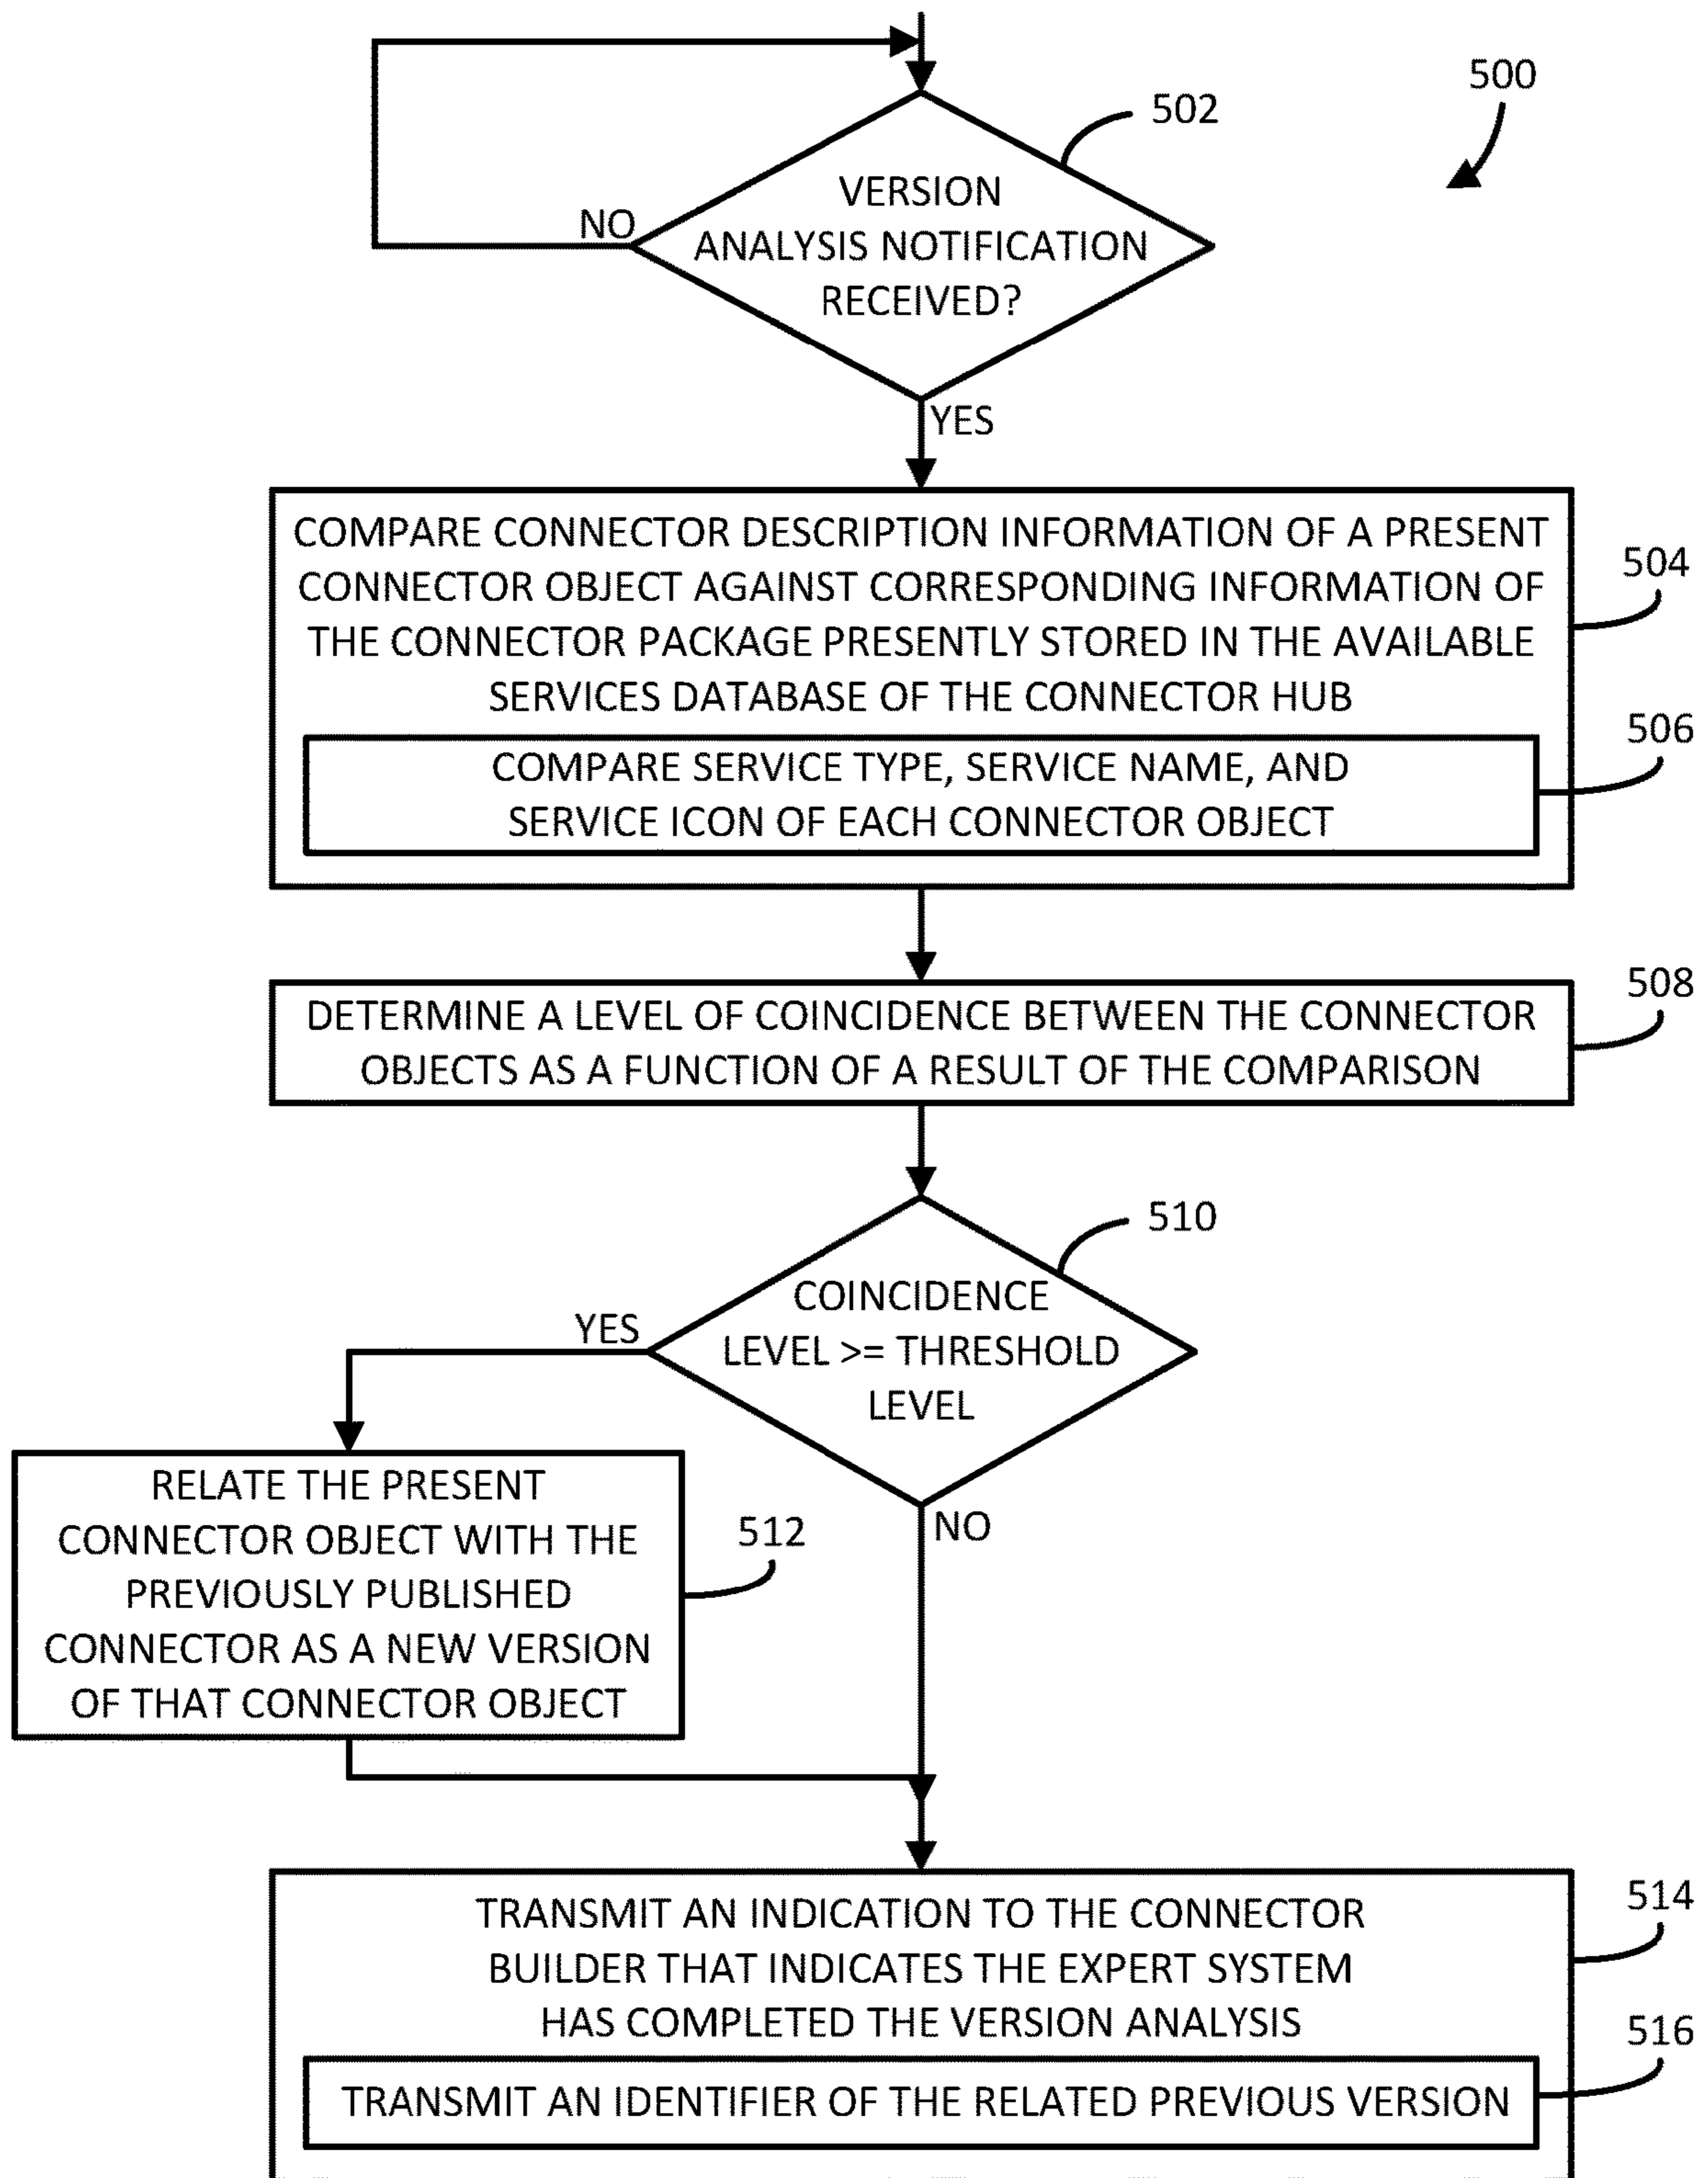 500
502
VERSION
ANALYSIS NOTIFICATION
RECEIVED?
NO
YES
COMPARE CONNECTOR DESCRIPTION INFORMATION OF A PRESENT
CONNECTOR OBJECT AGAINST CORRESPONDING INFORMATION OF
THE CONNECTOR PACKAGE PRESENTLY STORED IN THE AVAILABLE
SERVICES DATABASE OF THE CONNECTOR HUB
504
COMPARE SERVICE TYPE, SERVICE NAME, AND
SERVICE ICON OF EACH CONNECTOR OBJECT
506
DETERMINE A LEVEL OF COINCIDENCE BETWEEN THE CONNECTOR
OBJECTS AS A FUNCTION OF A RESULT OF THE COMPARISON
508
510
COINCIDENCE
LEVEL >= THRESHOLD
LEVEL
YES
NO
RELATE THE PRESENT
CONNECTOR OBJECT WITH THE
PREVIOUSLY PUBLISHED
CONNECTOR AS A NEW VERSION
OF THAT CONNECTOR OBJECT
512
TRANSMIT AN INDICATION TO THE CONNECTOR
BUILDER THAT INDICATES THE EXPERT SYSTEM
HAS COMPLETED THE VERSION ANALYSIS
514
TRANSMIT AN IDENTIFIER OF THE RELATED PREVIOUS VERSION
516